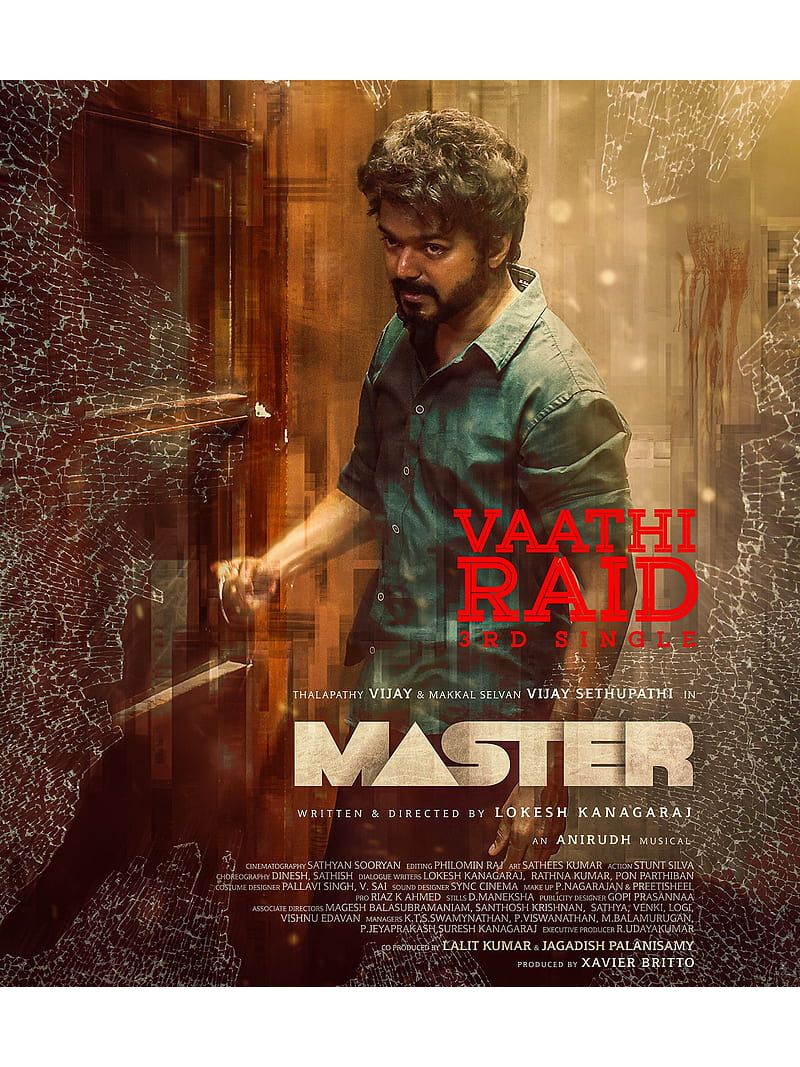 VAATHI
RAID
3RD SINGLE
THALAPATHY VIJAY & MAKKAL SELVAN VIJAY SETHUPATHI IN
MASTER
WRITTEN & DIRECTED BY LOKESH KANAGARAJ
AN ANIRUDH MUSICAL
CINEMATOGRAPHY SATHYAN SOORYAN EDITING PHILOMIN RAJ ART SATHEES KUMAR ACTION STUNT SILVA
CHOREOGRAPHY DINESH, SATHISH DIALOGUE WRITERS LOKESH KANAGARAJ, RATHNA KUMAR, PON PARTHIBAN
COSTUME DESIGNER PALLAVI SINGH, V. SAI SOUND DESIGNER SYNC CINEMA MAKE UP P.NAGARAJAN & PREETISHEEL
PRO RIAZ K AHMED STILLS D.MANEKSHA PUBLICITY DESIGNER GOPI PRASANNAA
ASSOCIATE DIRECTORS MAGESH BALASUBRAMANIAM, SANTHOSH KRISHNAN, SATHYA, VENKI, LOGI,
VISHNU EDAVAN MANAGERS K.T.S.SWAMYNATHAN, P.VISWANATHAN, M.BALAMURUGAN,
P.JEYAPRAKASH,SURESH KANAGARAJ EXECUTIVE PRODUCER R.UDAYAKUMAR
CO PRODUCED BY LALIT KUMAR & JAGADISH PALANISAMY
PRODUCED BY XAVIER BRITTO